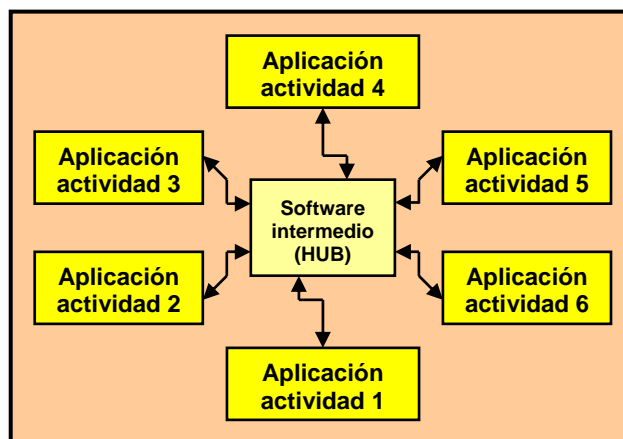 Aplicación
actividad 4
Aplicación
actividad 3
Aplicación
actividad 5
Software
intermedio
(HUB)
Aplicación
actividad 2
Aplicación
actividad 6
Aplicación
actividad 1